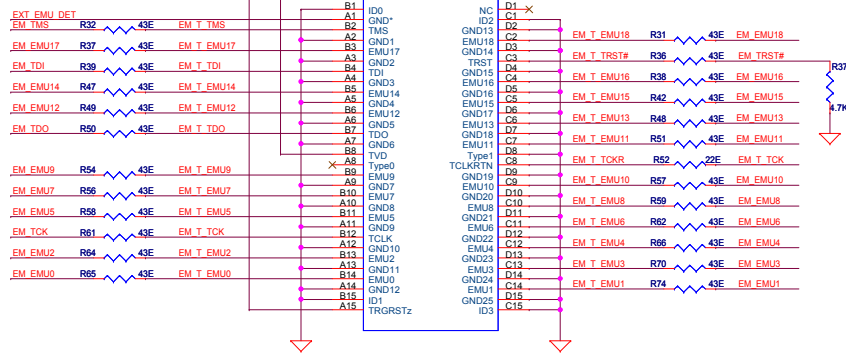 B1 ID0 NC D1
EXT_EMU_DET A1 GND* ID2 C1
EM_TMS R32 43E EM_T_TMS B2 TMS GND13 D2
A2 GND1 EMU18 C2 EM_T_EMU18 R31 43E EM_EMU18
EM_EMU17 R37 43E EM_T_EMU17 B3 EMU17 GND14 D3
A3 GND2 TRST C3 EM_T_TRST# R36 43E EM_TRST#
EM_TDI R39 43E EM_T_TDI B4 TDI GND15 D4 R37
A4 GND3 EMU16 C4 EM_T_EMU16 R38 43E EM_EMU16
EM_EMU14 R47 43E EM_T_EMU14 B5 EMU14 GND16 D5
A5 GND4 EMU15 C5 EM_T_EMU15 R42 43E EM_EMU15 4.7K
EM_EMU12 R49 43E EM_T_EMU12 B6 EMU12 GND17 D6
A6 GND5 EMU13 C6 EM_T_EMU13 R48 43E EM_EMU13
EM_TDO R50 43E EM_T_TDO B7 TDO GND18 D7
A7 GND6 EMU11 C7 EM_T_EMU11 R51 43E EM_EMU11
B8 TVD Type1 D8
A8 Type0 TCLKRTN C8 EM_T_TCKR R52 22E EM_T_TCK
EM_EMU9 R54 43E EM_T_EMU9 B9 EMU9 GND19 D9
A9 GND7 EMU10 C9 EM_T_EMU10 R57 43E EM_EMU10
EM_EMU7 R56 43E EM_T_EMU7 B10 EMU7 GND20 D10
A10 GND8 EMU8 C10 EM_T_EMU8 R59 43E EM_EMU8
EM_EMU5 R58 43E EM_T_EMU5 B11 EMU5 GND21 D11
A11 GND9 EMU6 C11 EM_T_EMU6 R62 43E EM_EMU6
EM_TCK R61 43E EM_T_TCK B12 TCLK GND22 D12
A12 GND10 EMU4 C12 EM_T_EMU4 R66 43E EM_EMU4
EM_EMU2 R64 43E EM_T_EMU2 B13 EMU2 GND23 D13
A13 GND11 EMU3 C13 EM_T_EMU3 R70 43E EM_EMU3
EM_EMU0 R65 43E EM_T_EMU0 B14 EMU0 GND24 D14
A14 GND12 EMU1 C14 EM_T_EMU1 R74 43E EM_EMU1
B15 ID1 GND25 D15
A15 TRGRSTz ID3 C15